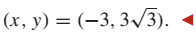 (x, y) = (−3, 3√3). ◄